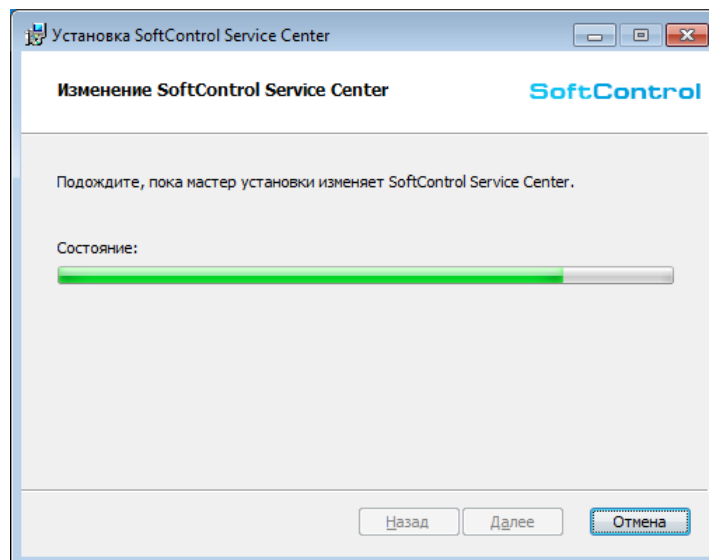 Установка SoftControl Service Center
Изменение SoftControl Service Center
SoftControl
Подождите, пока мастер установки изменяет SoftControl Service Center.
Состояние:
Назад Далее Отмена